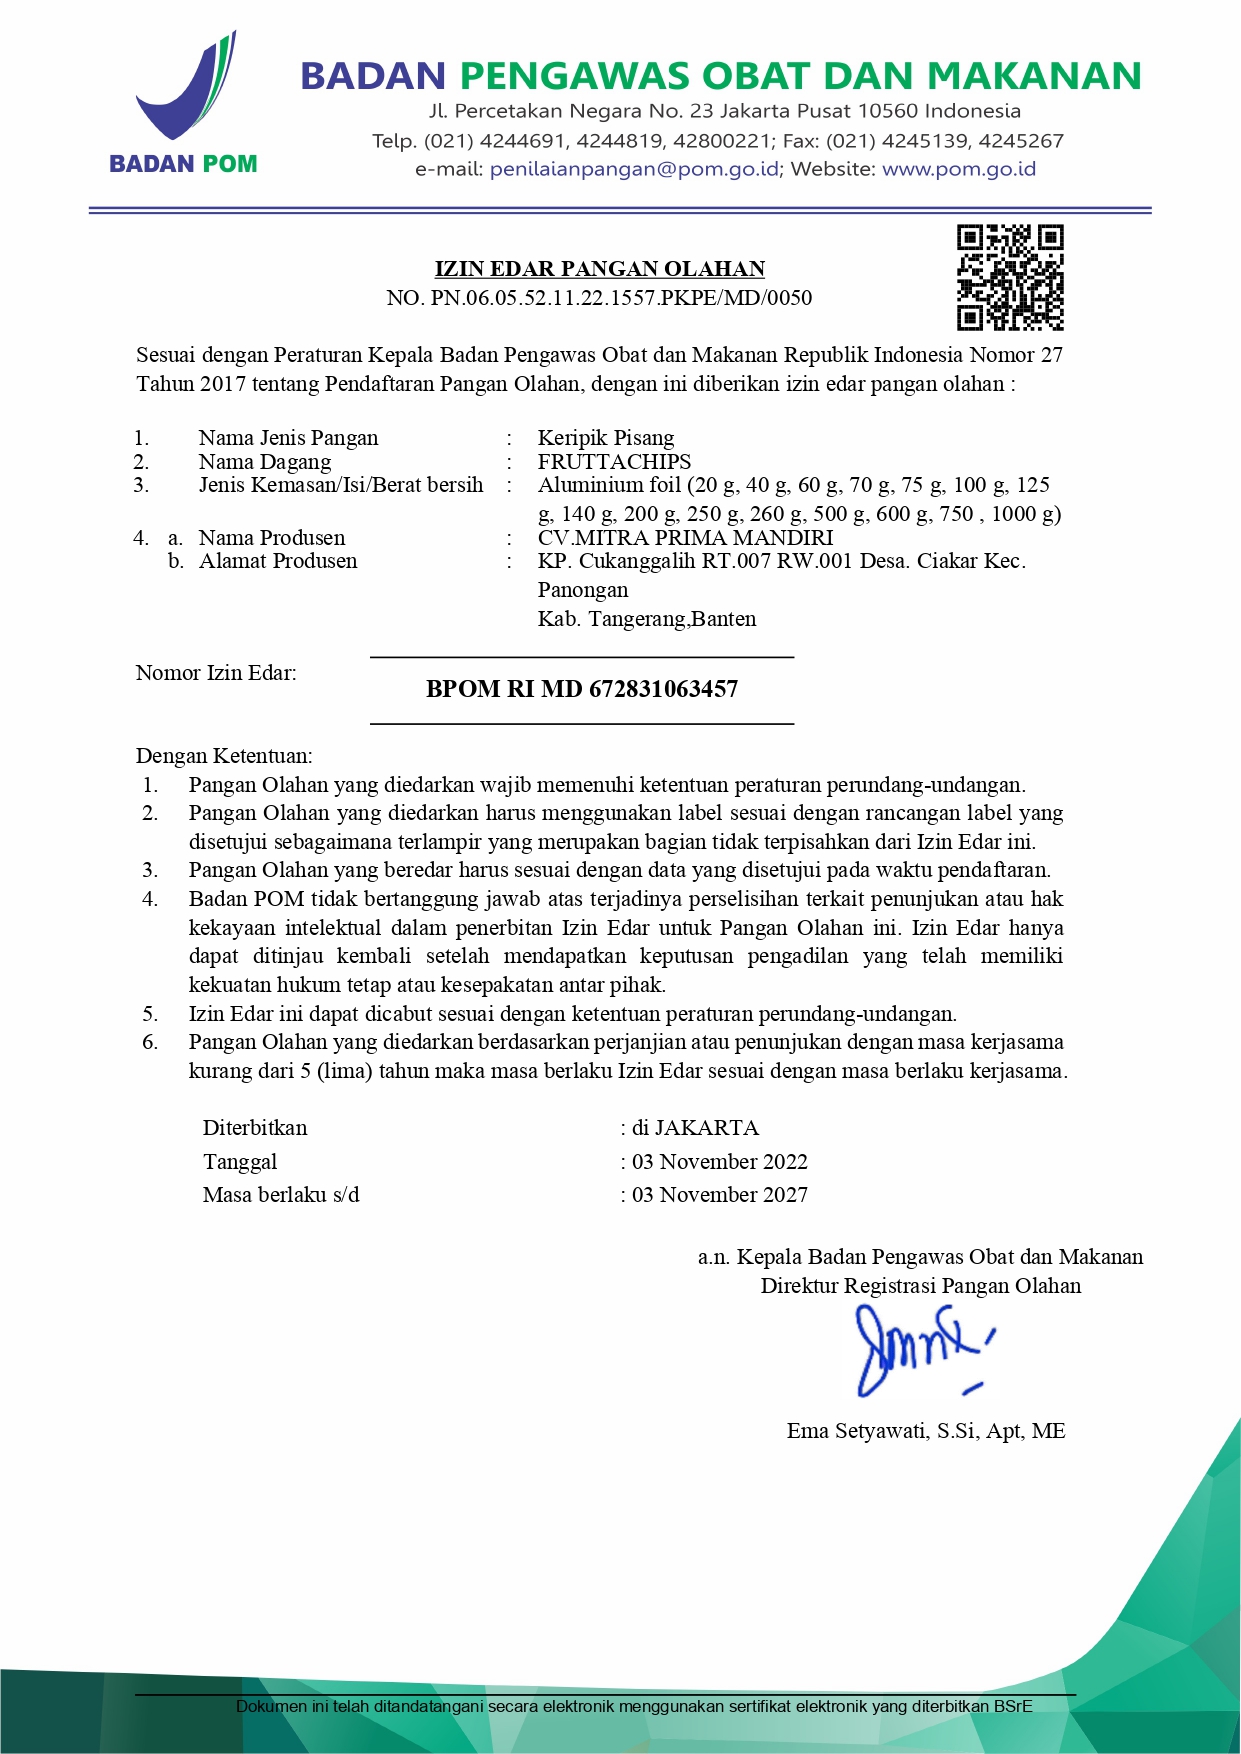 BADAN POM
BADAN PENGAWAS OBAT DAN MAKANAN
Jl. Percetakan Negara No. 23 Jakarta Pusat 10560 Indonesia
Telp. (021) 4244691, 4244819, 42800221; Fax: (021) 4245139, 4245267
e-mail: penilaianpangan@pom.go.id; Website: www.pom.go.id
IZIN EDAR PANGAN OLAHAN
NO. PN.06.05.52.11.22.1557.PKPE/MD/0050
Sesuai dengan Peraturan Kepala Badan Pengawas Obat dan Makanan Republik Indonesia Nomor 27
Tahun 2017 tentang Pendaftaran Pangan Olahan, dengan ini diberikan izin edar pangan olahan :
1. Nama Jenis Pangan : Keripik Pisang
2. Nama Dagang : FRUTTACHIPS
3. Jenis Kemasan/Isi/Berat bersih : Aluminium foil (20 g, 40 g, 60 g, 70 g, 75 g, 100 g, 125
g, 140 g, 200 g, 250 g, 260 g, 500 g, 600 g, 750 , 1000 g)
4. a. Nama Produsen : CV.MITRA PRIMA MANDIRI
b. Alamat Produsen : KP. Cukanggalih RT.007 RW.001 Desa. Ciakar Kec.
Panongan
Kab. Tangerang,Banten
Nomor Izin Edar:
BPOM RI MD 672831063457
Dengan Ketentuan:
1. Pangan Olahan yang diedarkan wajib memenuhi ketentuan peraturan perundang-undangan.
2. Pangan Olahan yang diedarkan harus menggunakan label sesuai dengan rancangan label yang
disetujui sebagaimana terlampir yang merupakan bagian tidak terpisahkan dari Izin Edar ini.
3. Pangan Olahan yang beredar harus sesuai dengan data yang disetujui pada waktu pendaftaran.
4. Badan POM tidak bertanggung jawab atas terjadinya perselisihan terkait penunjukan atau hak
kekayaan intelektual dalam penerbitan Izin Edar untuk Pangan Olahan ini. Izin Edar hanya
dapat ditinjau kembali setelah mendapatkan keputusan pengadilan yang telah memiliki
kekuatan hukum tetap atau kesepakatan antar pihak.
5. Izin Edar ini dapat dicabut sesuai dengan ketentuan peraturan perundang-undangan.
6. Pangan Olahan yang diedarkan berdasarkan perjanjian atau penunjukan dengan masa kerjasama
kurang dari 5 (lima) tahun maka masa berlaku Izin Edar sesuai dengan masa berlaku kerjasama.
Diterbitkan : di JAKARTA
Tanggal : 03 November 2022
Masa berlaku s/d : 03 November 2027
a.n. Kepala Badan Pengawas Obat dan Makanan
Direktur Registrasi Pangan Olahan
Ema Setyawati, S.Si, Apt, ME
Dokumen ini telah ditandatangani secara elektronik menggunakan sertifikat elektronik yang diterbitkan BSrE